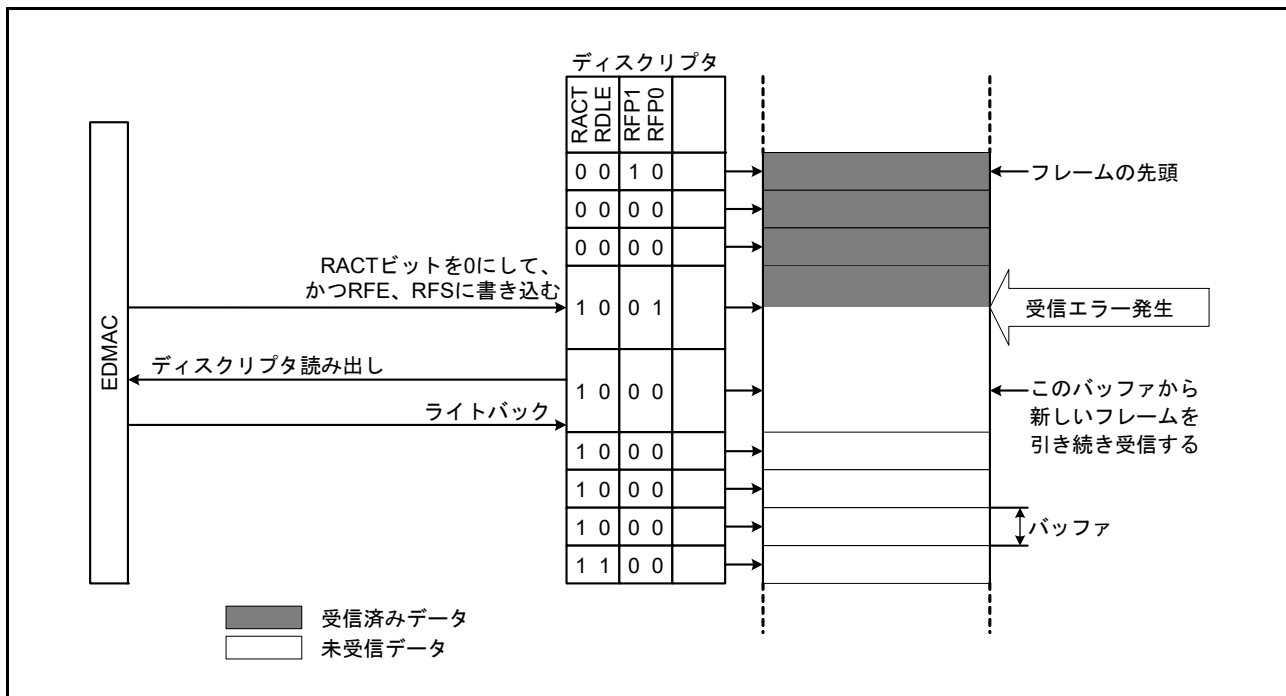 ディスクリプタ
RACT
RDLE
RFP1
RFP0
0 0 1 0
フレームの先頭
0 0 0 0
0 0 0 0
RACTビットを0にして、
かつRFE、RFSに書き込む
1 0 0 1
受信エラー発生
EDMAC
ディスクリプタ読み出し
1 0 0 0
このバッファから
新しいフレームを
引き続き受信する
ライトバック
1 0 0 0
1 0 0 0
1 0 0 0
バッファ
1 1 0 0
受信済みデータ
未受信データ